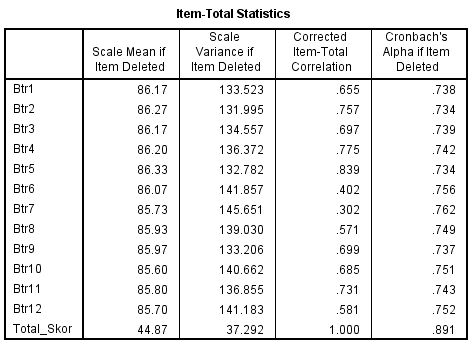 Item-Total Statistics
Scale Mean if Item Deleted	Scale Variance if Item Deleted	Corrected Item-Total Correlation	Cronbach's Alpha if Item Deleted
Btr1	86.17	133.523	.655	.738
Btr2	86.27	131.995	.757	.734
Btr3	86.17	134.557	.697	.739
Btr4	86.20	136.372	.775	.742
Btr5	86.33	132.782	.839	.734
Btr6	86.07	141.857	.402	.756
Btr7	85.73	145.651	.302	.762
Btr8	85.93	139.030	.571	.749
Btr9	85.97	133.206	.699	.737
Btr10	85.60	140.662	.685	.751
Btr11	85.80	136.855	.731	.743
Btr12	85.70	141.183	.581	.752
Total_Skor	44.87	37.292	1.000	.891